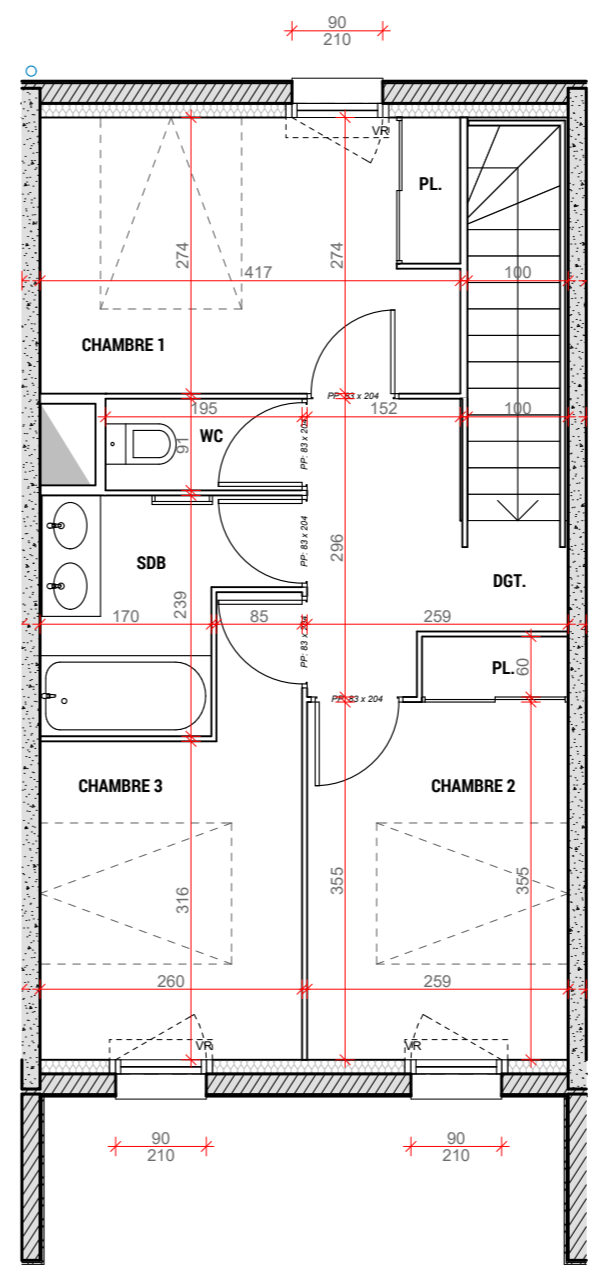 90
210
VR
PL.
274
274
417
100
CHAMBRE 1
PP: 83 x 204
195
152
100
WC
91
PP: 83 x 204
SDB
PP: 83 x 204
296
DGT.
239
170
85
259
PP: 83 x 204
PL.
60
PP: 83 x 204
CHAMBRE 3
CHAMBRE 2
316
355
355
260
259
VR
VR
90
210
90
210